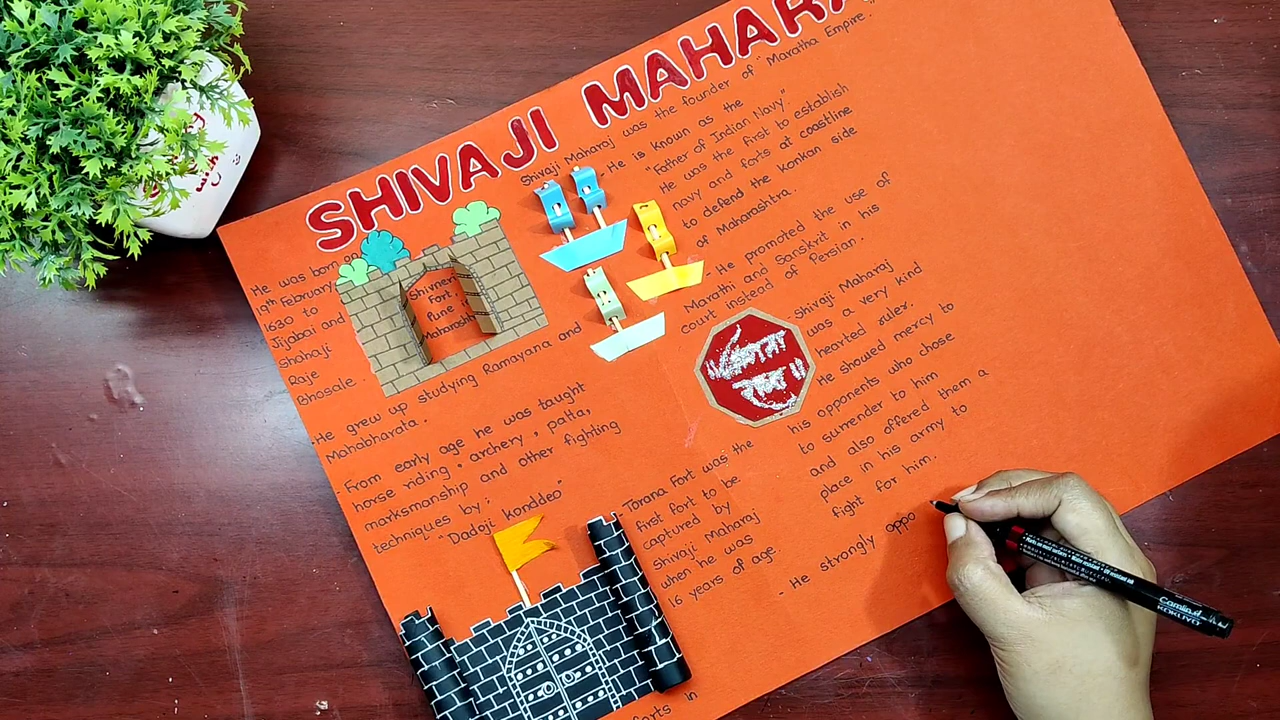 SHIVAJI MAHARA
Shivaji Maharaj was the founder of "Maratha Empire".
- He is known as the
"Father of Indian Navy".
He was the first to establish
navy and forts at coastline
to defend the konkan side
of Maharashtra.
- He promoted the use of
Marathi and Sanskrit in his
court instead of Persian.
He was born on
19th February
1630 to
Jijabai and
Shahaji
Raje
Bhosale.
Shivneri
Fort,
Pune
Maharashtra
- He grew up studying Ramayana and
Mahabharata.
- From early age he was taught
horse riding, archery, patta,
marksmanship and other fighting
techniques by:
"Dadoji konddeo"
- Shivaji Maharaj
was a very kind
hearted ruler.
He showed mercy to
his opponents who chose
to surrender to him
and also offered them a
place in his army to
fight for him.
- Torana Fort was the
first fort to be
captured by
Shivaji Maharaj
when he was
16 years of age.
- He strongly oppo
forts in
Camlin
KOKUYO